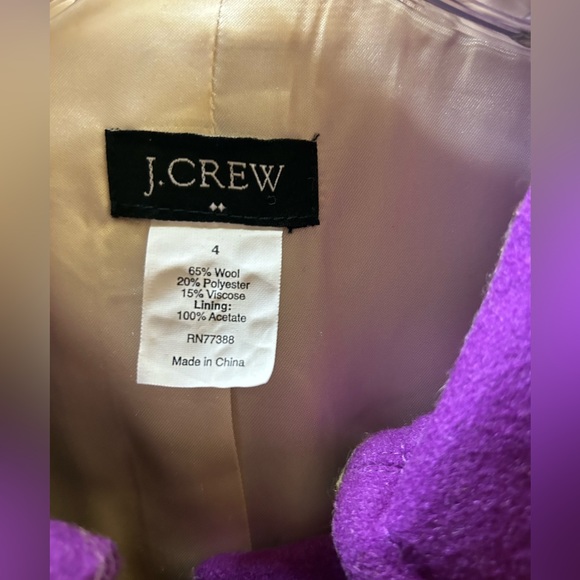 J.CREW
4
65% Wool
20% Polyester
15% Viscose
Lining:
100% Acetate
RN77388
Made in China